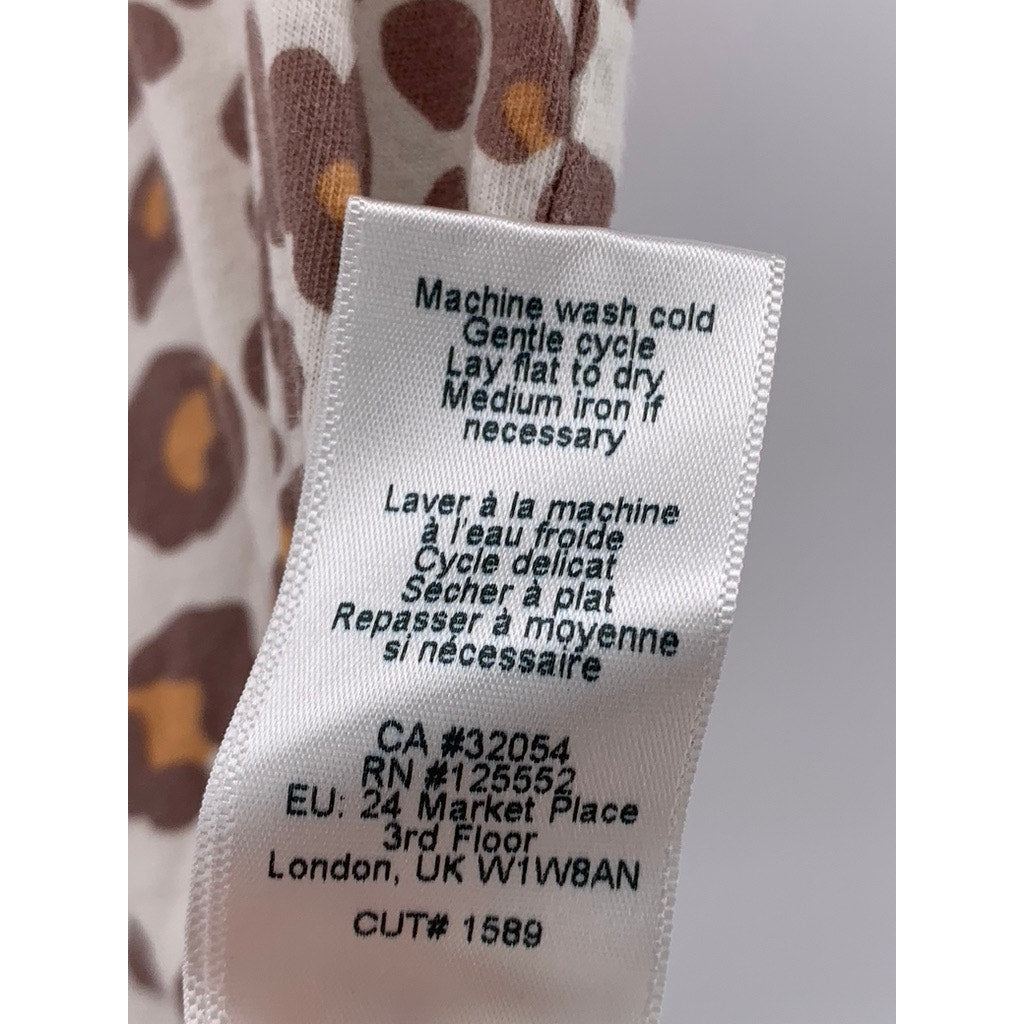 Machine wash cold
Gentle cycle
Lay flat to dry
Medium iron if
necessary
Laver à la machine
à l'eau froide
Cycle délicat
Sécher à plat
Repasser à moyenne
si nécessaire
CA #32054
RN #125552
EU: 24 Market Place
3rd Floor
London, UK W1W8AN
CUT# 1589